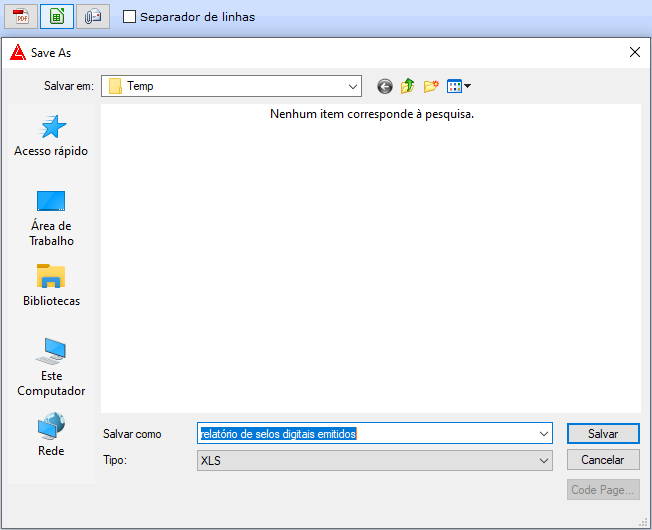 PDF
Separador de linhas
Save As
Salvar em:
Temp
Nenhum item corresponde à pesquisa.
Acesso rápido
Área de
Trabalho
Bibliotecas
Este
Computador
Rede
Salvar como
relatório de selos digitais emitidos
Salvar
Tipo:
XLS
Cancelar
Code Page...